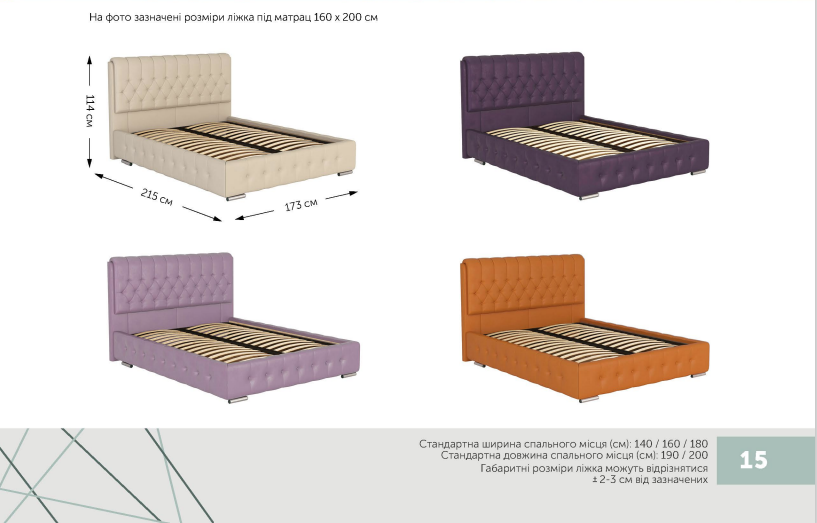 На фото зазначені розміри ліжка під матрац 160 х 200 см
114 см
215 см
173 см
Стандартна ширина спального місця (см): 140 / 160 / 180
Стандартна довжина спального місця (см): 190 / 200
Габаритні розміри ліжка можуть відрізнятися
± 2-3 см від зазначених
15